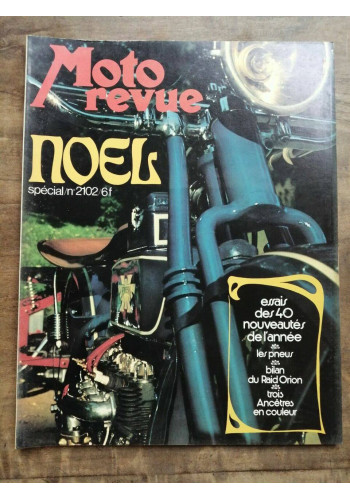 Moto
revue
NOEL
spécial/n°2102/6f
essais
des 40
nouveautés
de l'année
les pneus
bilan
du Raid Orion
trois
Ancêtres
en couleur